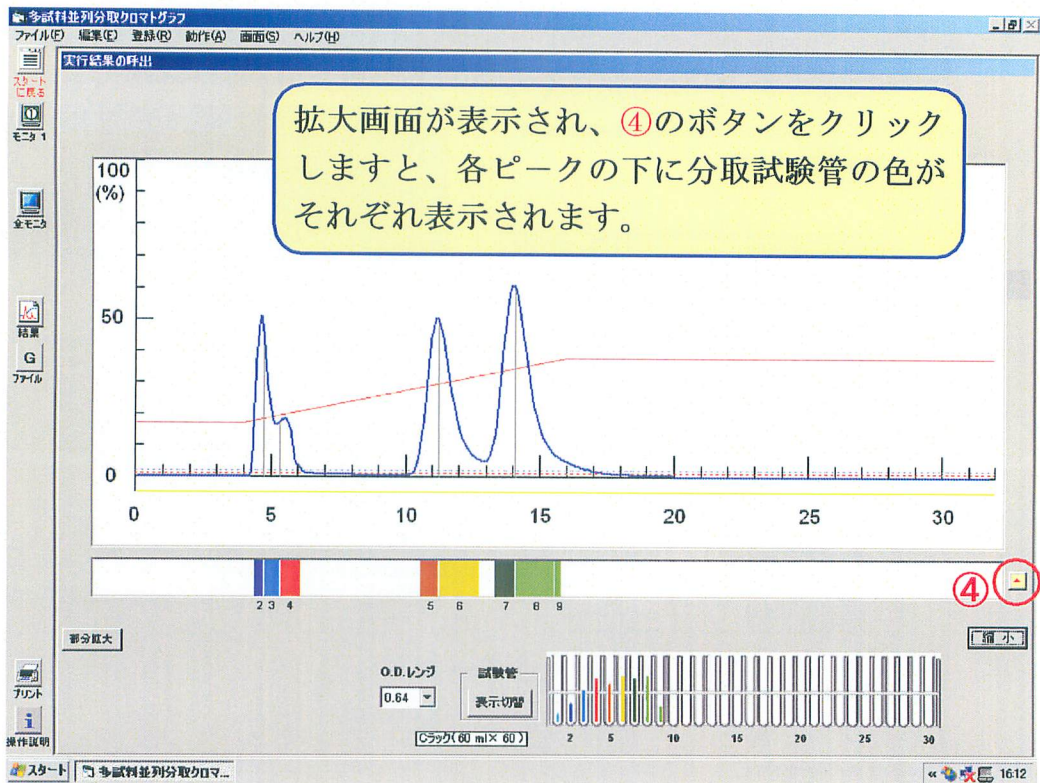 多試料並列分取クロマトグラフ
ファイル(F) 編集(E) 登録(R) 動作(A) 画面(S) ヘルプ(H)
実行結果の呼出
スタート
に戻る
モニタ 1
全モニタ
結果
G
ファイル
プリント
i
操作説明
拡大画面が表示され、④のボタンをクリック
しますと、各ピークの下に分取試験管の色が
それぞれ表示されます。
100
(%)
50
0
0 5 10 15 20 25 30
2 3 4 5 6 7 8 9
④
部分拡大
縮 小
O.D.レンジ
0.64
試験管
表示切替
Cラック(60 ml× 60)
2 5 10 15 20 25 30
スタート
多試料並列分取クロマ...
« 16:12